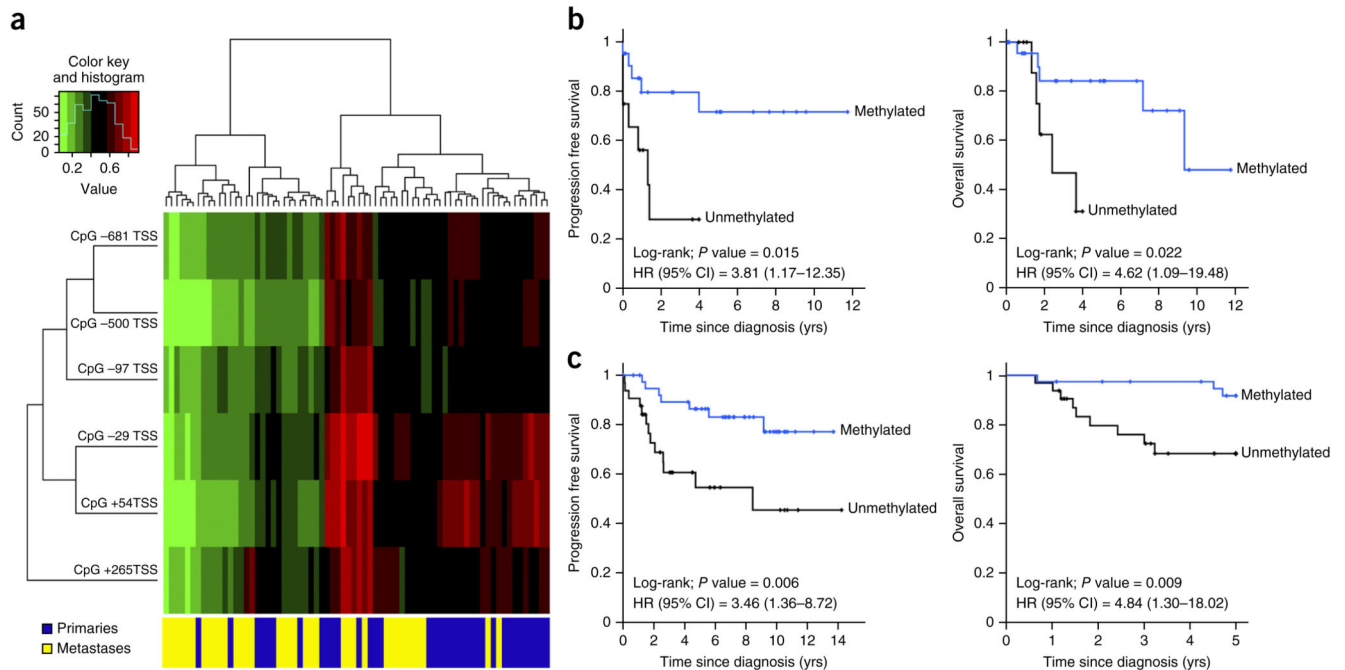 a
Color key
and histogram
Count
50
20
0
0.2 0.6
Value
CpG –681 TSS
CpG –500 TSS
CpG –97 TSS
CpG –29 TSS
CpG +54TSS
CpG +265TSS
Primaries
Metastases
b
Progression free survival
1
0.8
0.6
0.4
0.2
0
Methylated
Unmethylated
Log-rank; P value = 0.015
HR (95% CI) = 3.81 (1.17–12.35)
0 2 4 6 8 10 12
Time since diagnosis (yrs)
Overall survival
1
0.8
0.6
0.4
0.2
0
Methylated
Unmethylated
Log-rank; P value = 0.022
HR (95% CI) = 4.62 (1.09–19.48)
0 2 4 6 8 10 12
Time since diagnosis (yrs)
c
Progression free survival
1
0.8
0.6
0.4
0.2
0
Methylated
Unmethylated
Log-rank; P value = 0.006
HR (95% CI) = 3.46 (1.36–8.72)
0 2 4 6 8 10 12 14
Time since diagnosis (yrs)
Overall survival
1
0.8
0.6
0.4
0.2
0
Methylated
Unmethylated
Log-rank; P value = 0.009
HR (95% CI) = 4.84 (1.30–18.02)
0 1 2 3 4 5
Time since diagnosis (yrs)